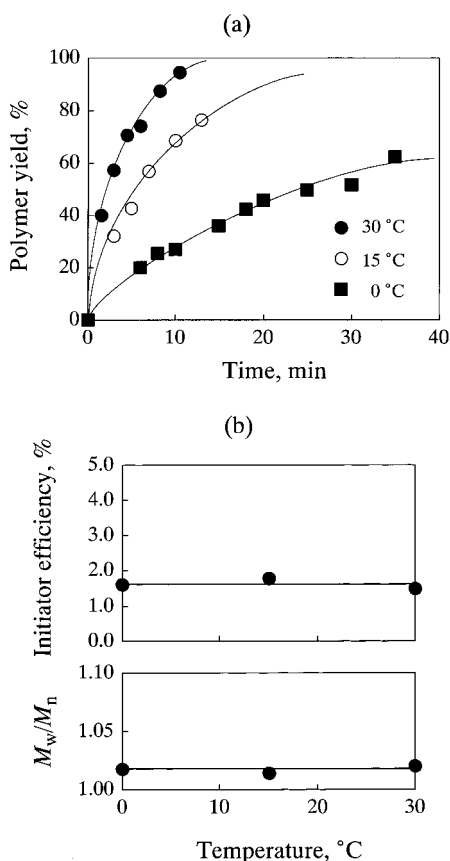 (a)
Polymer yield, %
100
80
60
40
20
0
30 °C
15 °C
0 °C
0 10 20 30 40
Time, min
(b)
Initiator efficiency, %
5.0
4.0
3.0
2.0
1.0
0.0
Mw/Mn
1.10
1.05
1.00
0 10 20 30
Temperature, °C